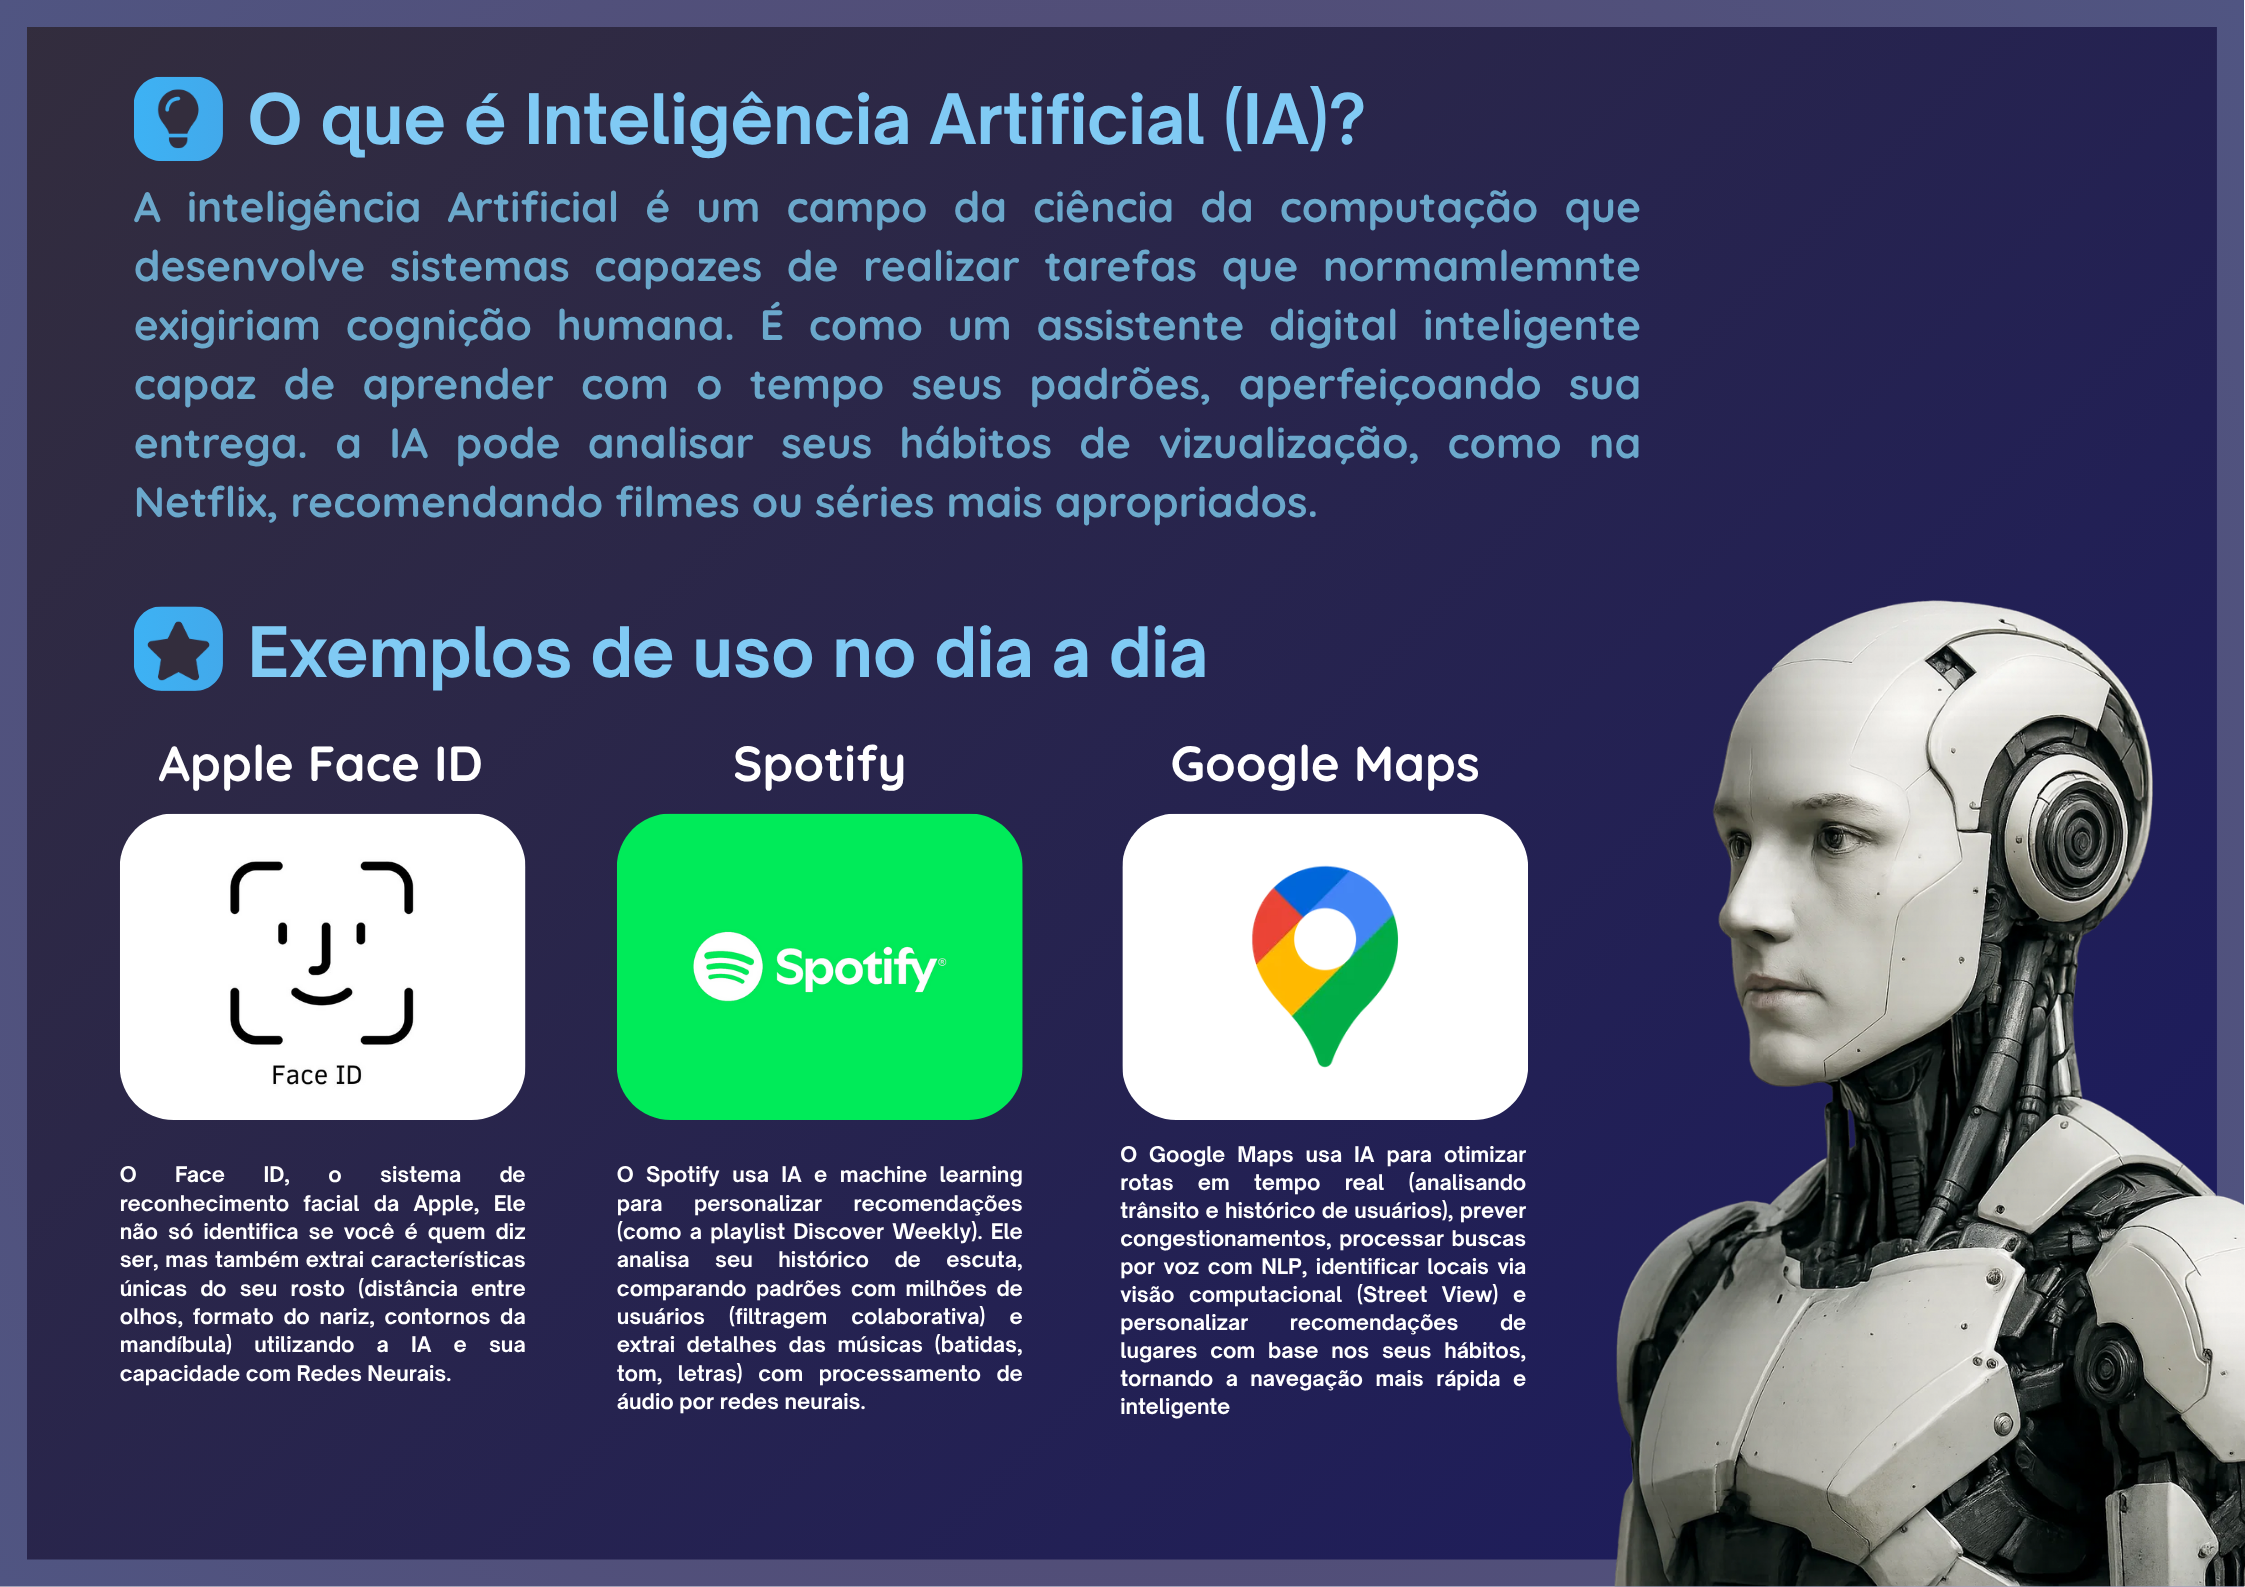 O que é Inteligência Artificial (IA)?
A inteligência Artificial é um campo da ciência da computação que
desenvolve sistemas capazes de realizar tarefas que normamlemnte
exigiriam cognição humana. É como um assistente digital inteligente
capaz de aprender com o tempo seus padrões, aperfeiçoando sua
entrega. a IA pode analisar seus hábitos de vizualização, como na
Netflix, recomendando filmes ou séries mais apropriados.
Exemplos de uso no dia a dia
Apple Face ID
Face ID
O Face ID, o sistema de
reconhecimento facial da Apple, Ele
não só identifica se você é quem diz
ser, mas também extrai características
únicas do seu rosto (distância entre
olhos, formato do nariz, contornos da
mandíbula) utilizando a IA e sua
capacidade com Redes Neurais.
Spotify
Spotify®
O Spotify usa IA e machine learning
para personalizar recomendações
(como a playlist Discover Weekly). Ele
analisa seu histórico de escuta,
comparando padrões com milhões de
usuários (filtragem colaborativa) e
extrai detalhes das músicas (batidas,
tom, letras) com processamento de
áudio por redes neurais.
Google Maps
O Google Maps usa IA para otimizar
rotas em tempo real (analisando
trânsito e histórico de usuários), prever
congestionamentos, processar buscas
por voz com NLP, identificar locais via
visão computacional (Street View) e
personalizar recomendações de
lugares com base nos seus hábitos,
tornando a navegação mais rápida e
inteligente